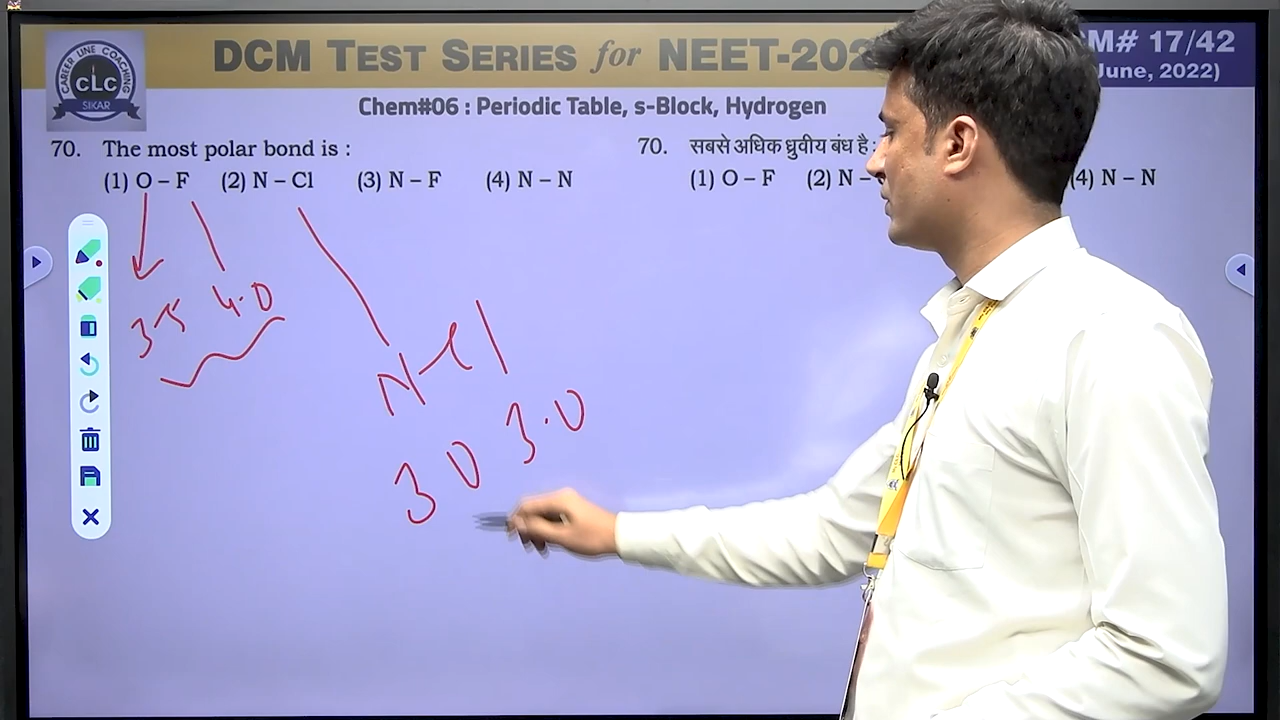 CAREER LINE COACHING
CLC
SIKAR
DCM TEST SERIES for NEET-202
M# 17/42
June, 2022)
Chem#06 : Periodic Table, s-Block, Hydrogen
70. The most polar bond is :
(1) O – F (2) N – Cl (3) N – F (4) N – N
70. सबसे अधिक ध्रुवीय बंध है :
(1) O – F (2) N – (4) N – N
3.5 4.0
N-Cl
3 0 3.0